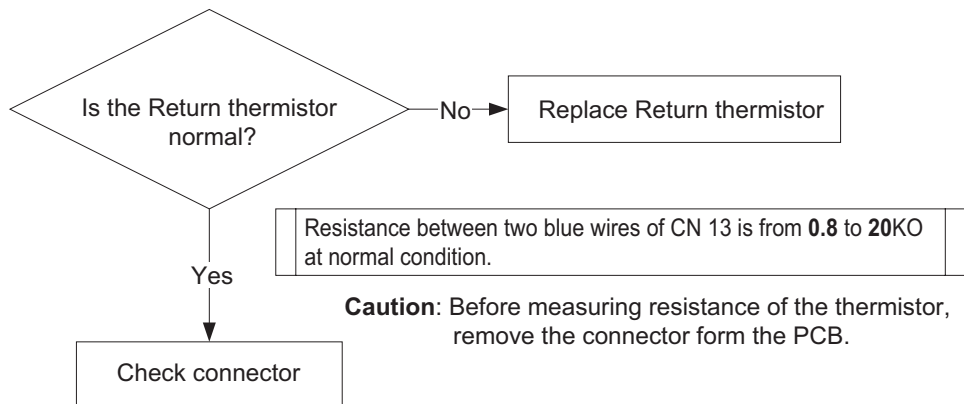 Is the Return thermistor
normal?
No
Replace Return thermistor
Resistance between two blue wires of CN 13 is from 0.8 to 20KO
at normal condition.
Yes
Caution: Before measuring resistance of the thermistor,
remove the connector form the PCB.
Check connector